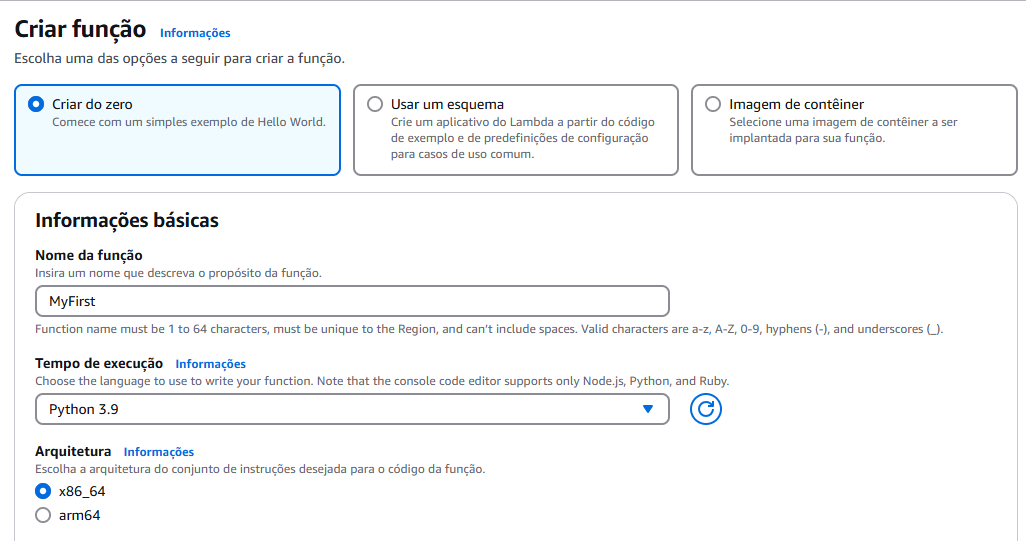 Criar função Informações
Escolha uma das opções a seguir para criar a função.
Criar do zero
Comece com um simples exemplo de Hello World.
Usar um esquema
Crie um aplicativo do Lambda a partir do código
de exemplo e de predefinições de configuração
para casos de uso comum.
Imagem de contêiner
Selecione uma imagem de contêiner a ser
implantada para sua função.
Informações básicas
Nome da função
Insira um nome que descreva o propósito da função.
MyFirst
Function name must be 1 to 64 characters, must be unique to the Region, and can't include spaces. Valid characters are a-z, A-Z, 0-9, hyphens (-), and underscores (_).
Tempo de execução Informações
Choose the language to use to write your function. Note that the console code editor supports only Node.js, Python, and Ruby.
Python 3.9
Arquitetura Informações
Escolha a arquitetura do conjunto de instruções desejada para o código da função.
x86_64
arm64